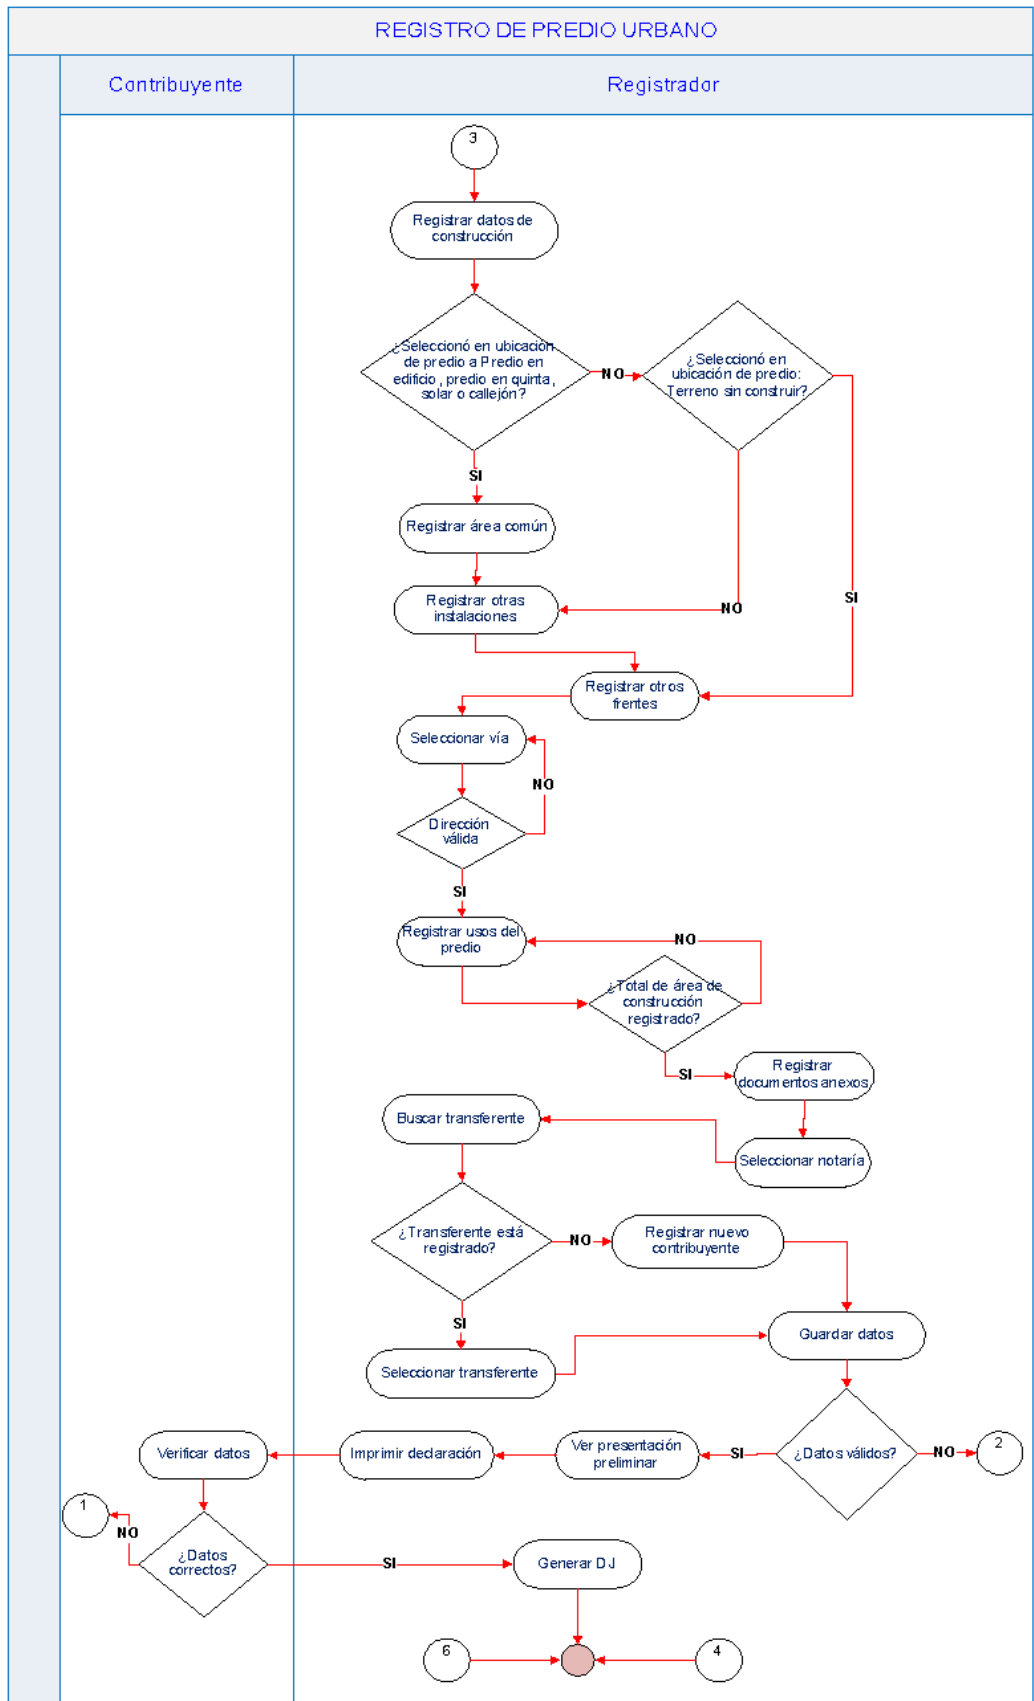 REGISTRO DE PREDIO URBANO
Contribuyente
Registrador
3
Registrar datos de
construcción
¿Seleccionó en ubicación
de predio a Predio en
edificio, predio en quinta,
solar o callejón?
NO
¿Seleccionó en
ubicación de predio:
Terreno sin construir?
SI
Registrar área común
Registrar otras
instalaciones
NO
SI
Registrar otros
frentes
Seleccionar vía
NO
Dirección
válida
SI
Registrar usos del
predio
NO
¿Total de área de
construcción
registrado?
SI
Registrar
documentos anexos
Buscar transferente
Seleccionar notaría
¿Transferente está
registrado?
NO
Registrar nuevo
contribuyente
SI
Guardar datos
Seleccionar transferente
Verificar datos
Imprimir declaración
Ver presentación
preliminar
SI
¿Datos válidos?
NO
2
1
NO
¿Datos
correctos?
SI
Generar DJ
6
4